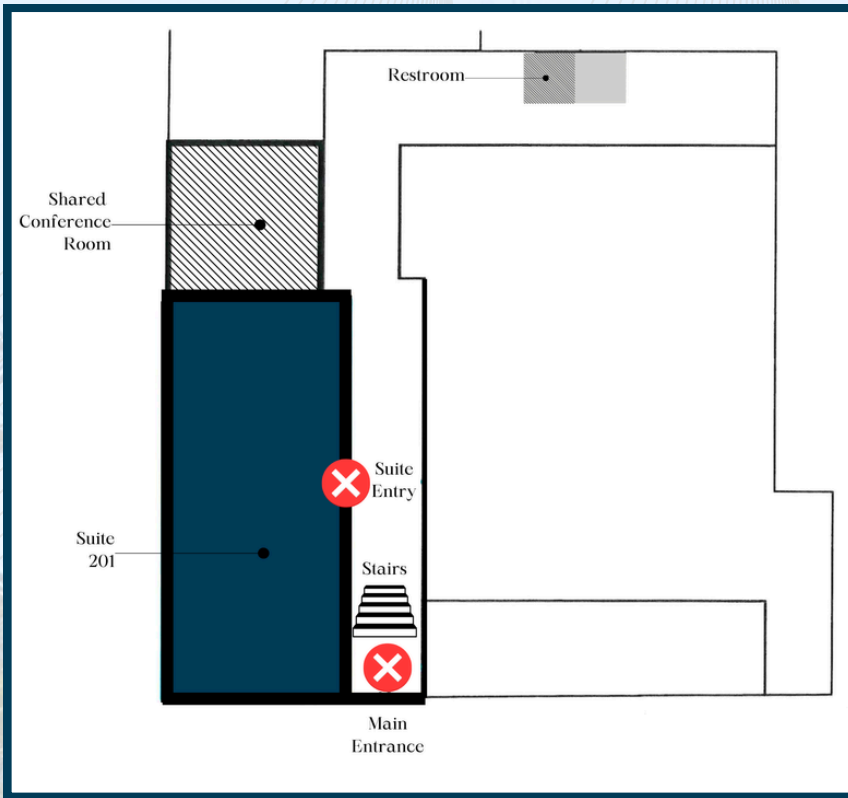 Restroom
Shared
Conference
Room
Suite
Entry
Suite
201
Stairs
Main
Entrance